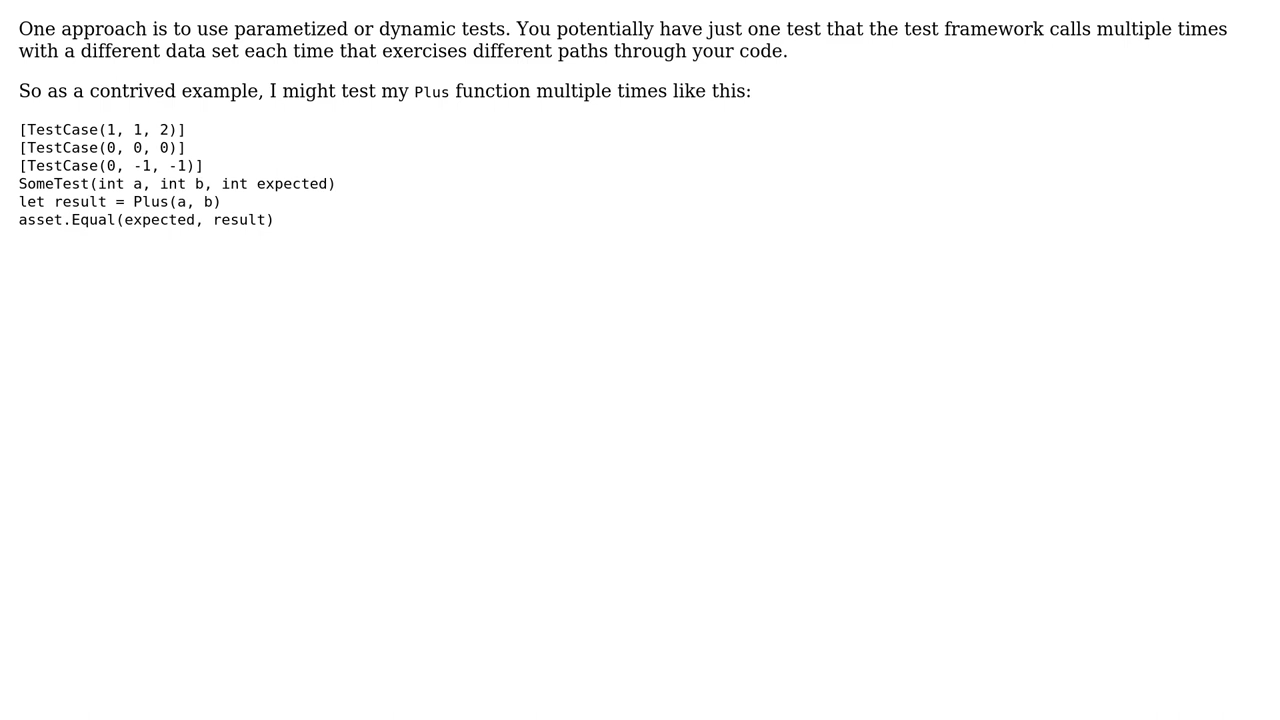 One approach is to use parametized or dynamic tests. You potentially have just one test that the test framework calls multiple times
with a different data set each time that exercises different paths through your code.
So as a contrived example, I might test my Plus function multiple times like this:
[TestCase(1, 1, 2)]
[TestCase(0, 0, 0)]
[TestCase(0, -1, -1)]
SomeTest(int a, int b, int expected)
let result = Plus(a, b)
asset.Equal(expected, result)